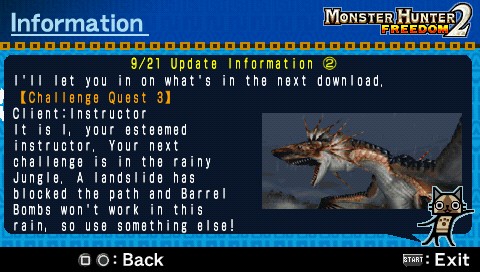 Information
MONSTER HUNTER
FREEDOM 2
9/21 Update Information ②
I'll let you in on what's in the next download,
【Challenge Quest 3】
Client:Instructor
It is I, your esteemed
instructor, Your next
challenge is in the rainy
Jungle, A landslide has
blocked the path and Barrel
Bombs won't work in this
rain, so use something else!
□○: Back
START: Exit